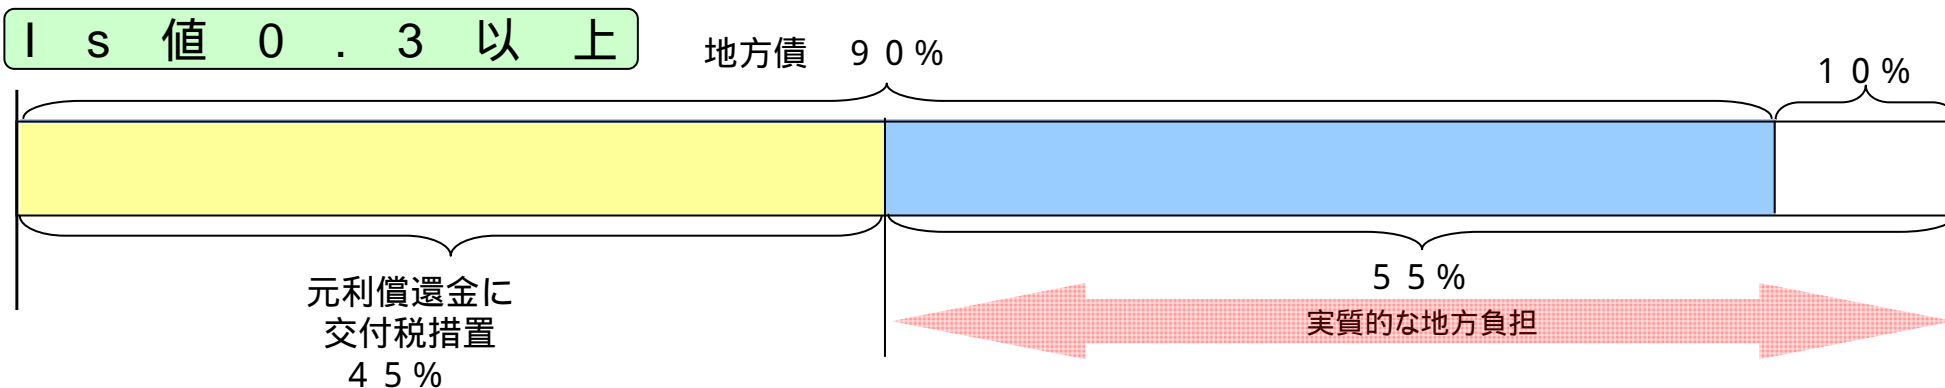 Ｉｓ値０．３以上
地方債　９０％
１０％
元利償還金に
交付税措置
４５％
５５％
実質的な地方負担